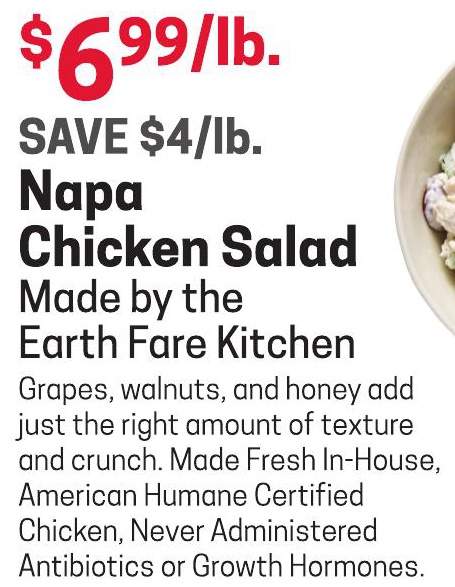 $6.99/lb.
SAVE $4/lb.
Napa
Chicken Salad
Made by the
Earth Fare Kitchen
Grapes, walnuts, and honey add
just the right amount of texture
and crunch. Made Fresh In-House,
American Humane Certified
Chicken, Never Administered
Antibiotics or Growth Hormones.